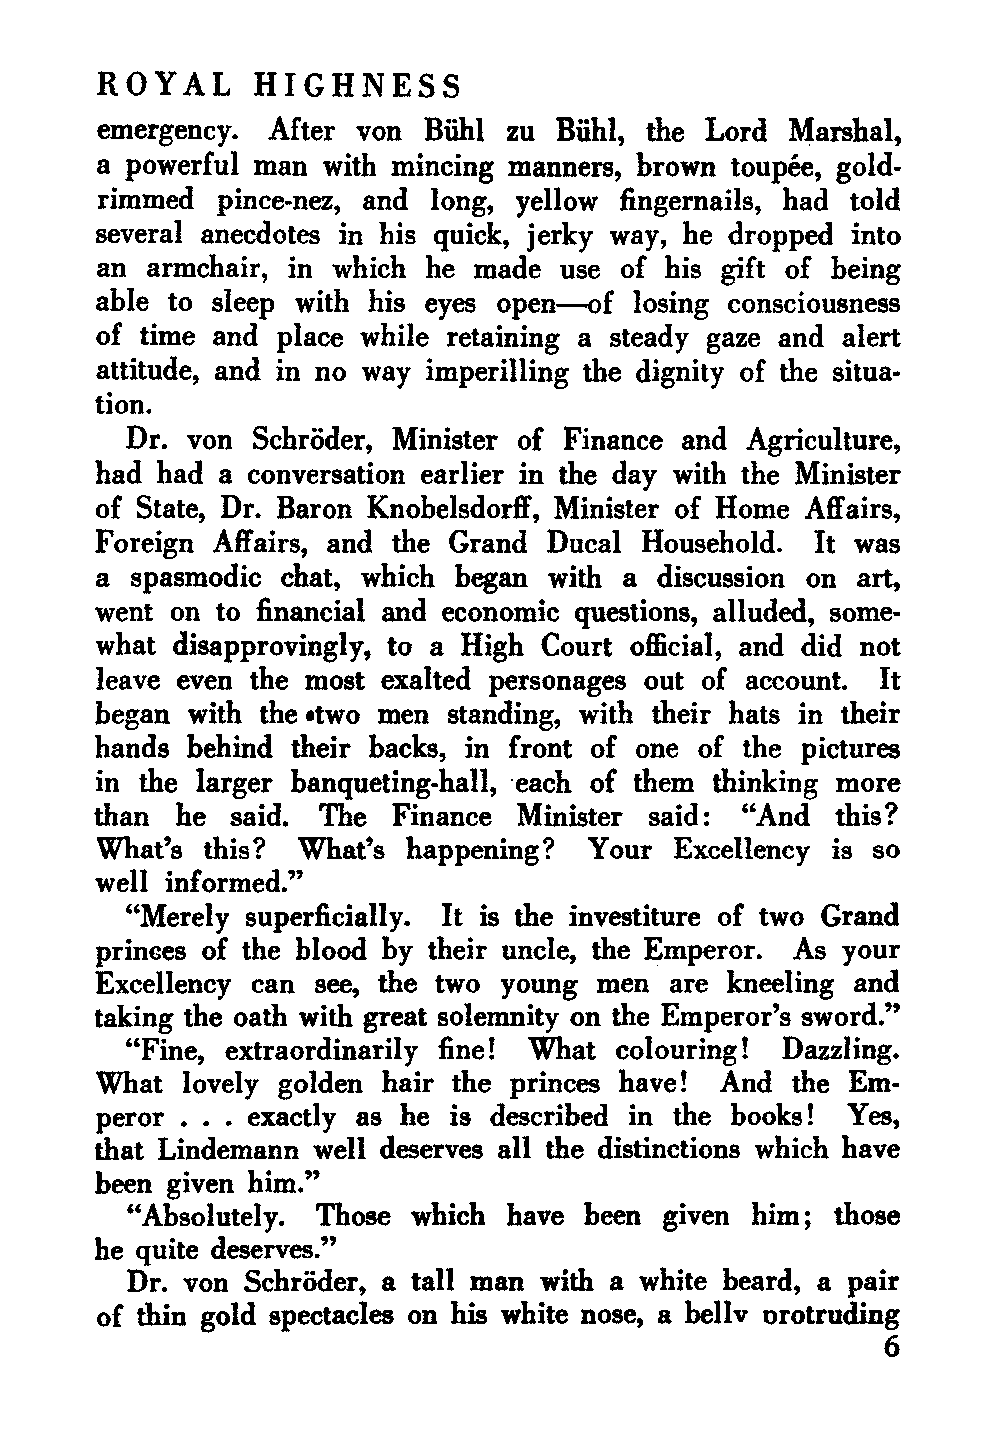 ROYAL HIGHNESS
emergency. After von Bühl zu Bühl, the Lord Marshal,
a powerful man with mincing manners, brown toupée, gold-
rimmed pince-nez, and long, yellow fingernails, had told
several anecdotes in his quick, jerky way, he dropped into
an armchair, in which he made use of his gift of being
able to sleep with his eyes open—of losing consciousness
of time and place while retaining a steady gaze and alert
attitude, and in no way imperilling the dignity of the situa-
tion.
Dr. von Schröder, Minister of Finance and Agriculture,
had had a conversation earlier in the day with the Minister
of State, Dr. Baron Knobelsdorff, Minister of Home Affairs,
Foreign Affairs, and the Grand Ducal Household. It was
a spasmodic chat, which began with a discussion on art,
went on to financial and economic questions, alluded, some-
what disapprovingly, to a High Court official, and did not
leave even the most exalted personages out of account. It
began with the two men standing, with their hats in their
hands behind their backs, in front of one of the pictures
in the larger banqueting-hall, each of them thinking more
than he said. The Finance Minister said: “And this?
What’s this? What’s happening? Your Excellency is so
well informed.”
“Merely superficially. It is the investiture of two Grand
princes of the blood by their uncle, the Emperor. As your
Excellency can see, the two young men are kneeling and
taking the oath with great solemnity on the Emperor’s sword.”
“Fine, extraordinarily fine! What colouring! Dazzling.
What lovely golden hair the princes have! And the Em-
peror . . . exactly as he is described in the books! Yes,
that Lindemann well deserves all the distinctions which have
been given him.”
“Absolutely. Those which have been given him; those
he quite deserves.”
Dr. von Schröder, a tall man with a white beard, a pair
of thin gold spectacles on his white nose, a belly protruding
6